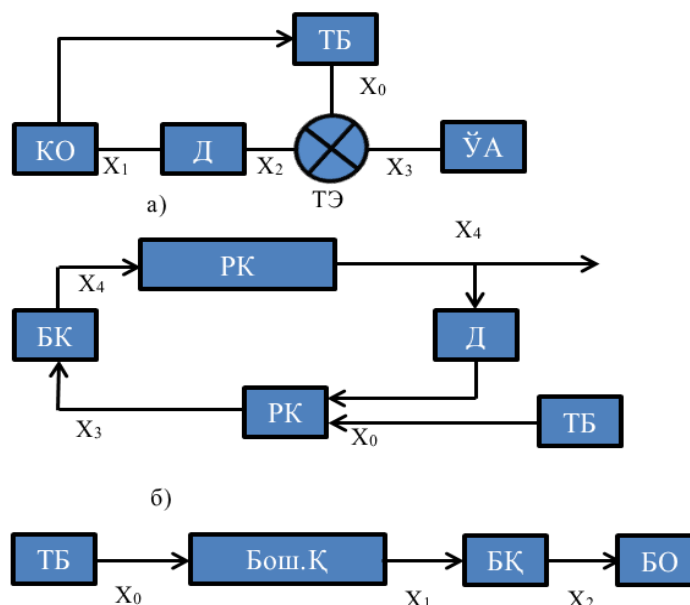 ТБ
X0
КО X1 Д X2 X3 ЎА
ТЭ
а)
X4
РК
X4
БК Д
РК
X3 X0 ТБ
б)
ТБ Бош.Қ БҚ БО
X0 X1 X2